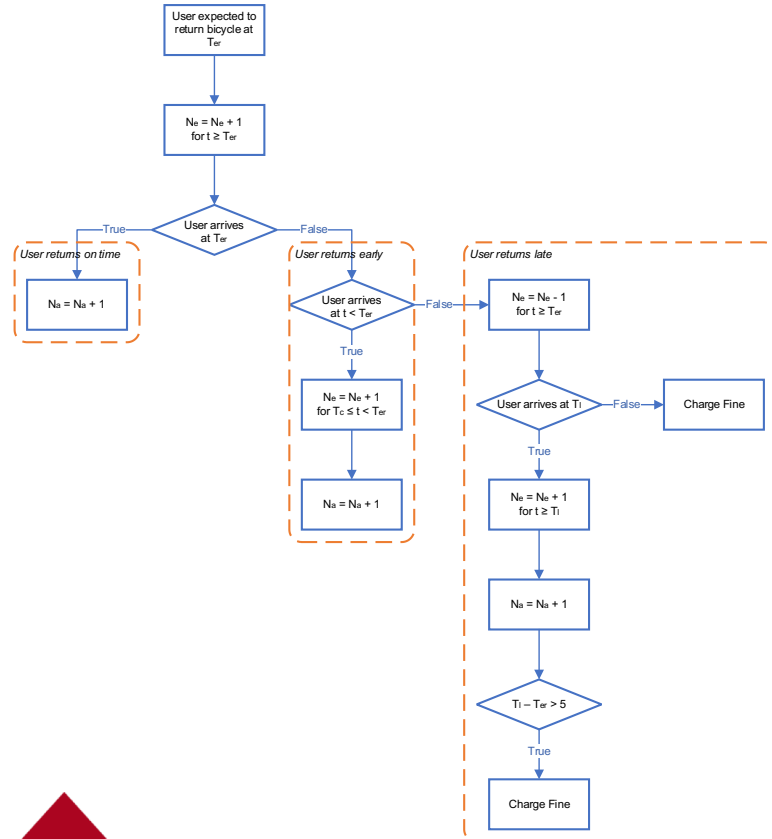 User expected to
return bicycle at
Ter
Ne = Ne + 1
for t ≥ Ter
User arrives
at Ter
True
False
User returns on time
Na = Na + 1
User returns early
User arrives
at t < Ter
False
True
Ne = Ne + 1
for Tc ≤ t < Ter
Na = Na + 1
User returns late
Ne = Ne - 1
for t ≥ Ter
User arrives at Tl
False
Charge Fine
True
Ne = Ne + 1
for t ≥ Tl
Na = Na + 1
Tl – Ter > 5
True
Charge Fine